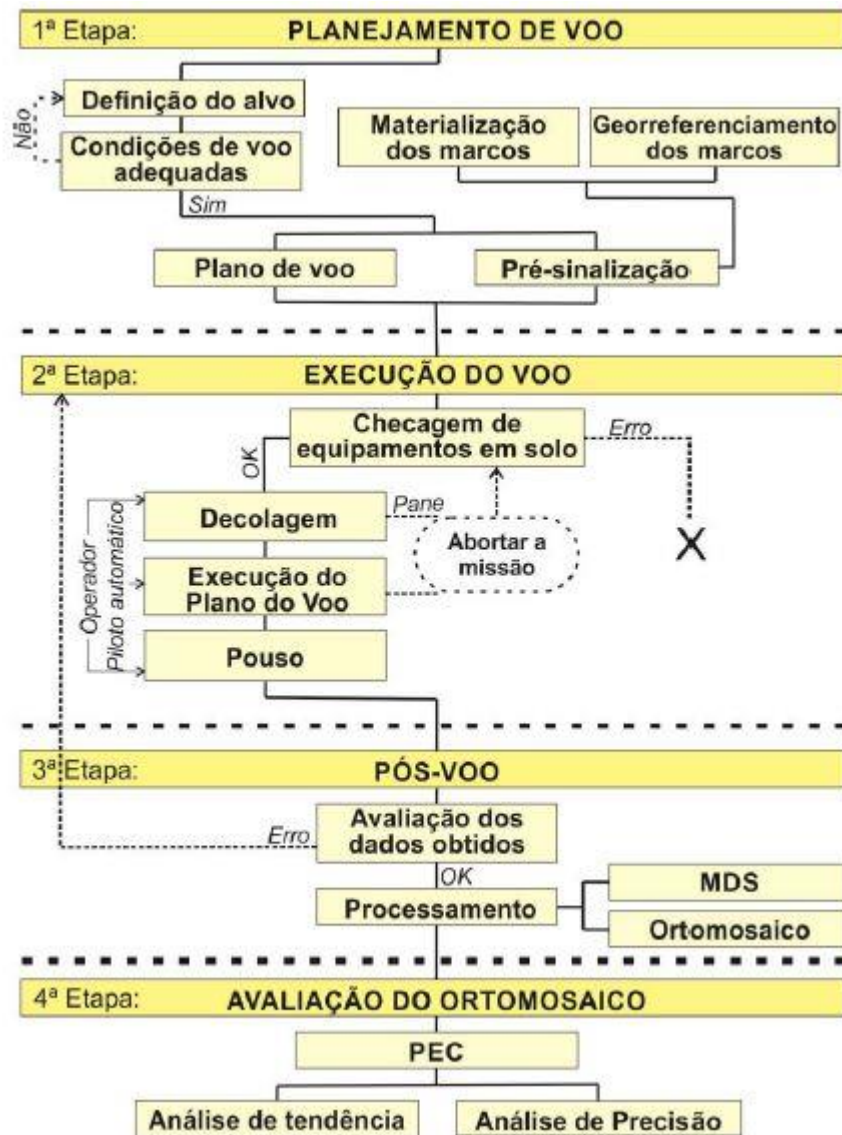 1ª Etapa: PLANEJAMENTO DE VOO
Definição do alvo
Não
Condições de voo
adequadas
Materialização
dos marcos
Georreferenciamento
dos marcos
Sim
Plano de voo
Pré-sinalização
2ª Etapa: EXECUÇÃO DO VOO
Checagem de
equipamentos em solo
Erro
OK
X
Decolagem
Pane
Abortar a
missão
Operador
Piloto automático
Execução do
Plano do Voo
Pouso
3ª Etapa: PÓS-VOO
Avaliação dos
dados obtidos
Erro
OK
Processamento
MDS
Ortomosaico
4ª Etapa: AVALIAÇÃO DO ORTOMOSAICO
PEC
Análise de tendência
Análise de Precisão